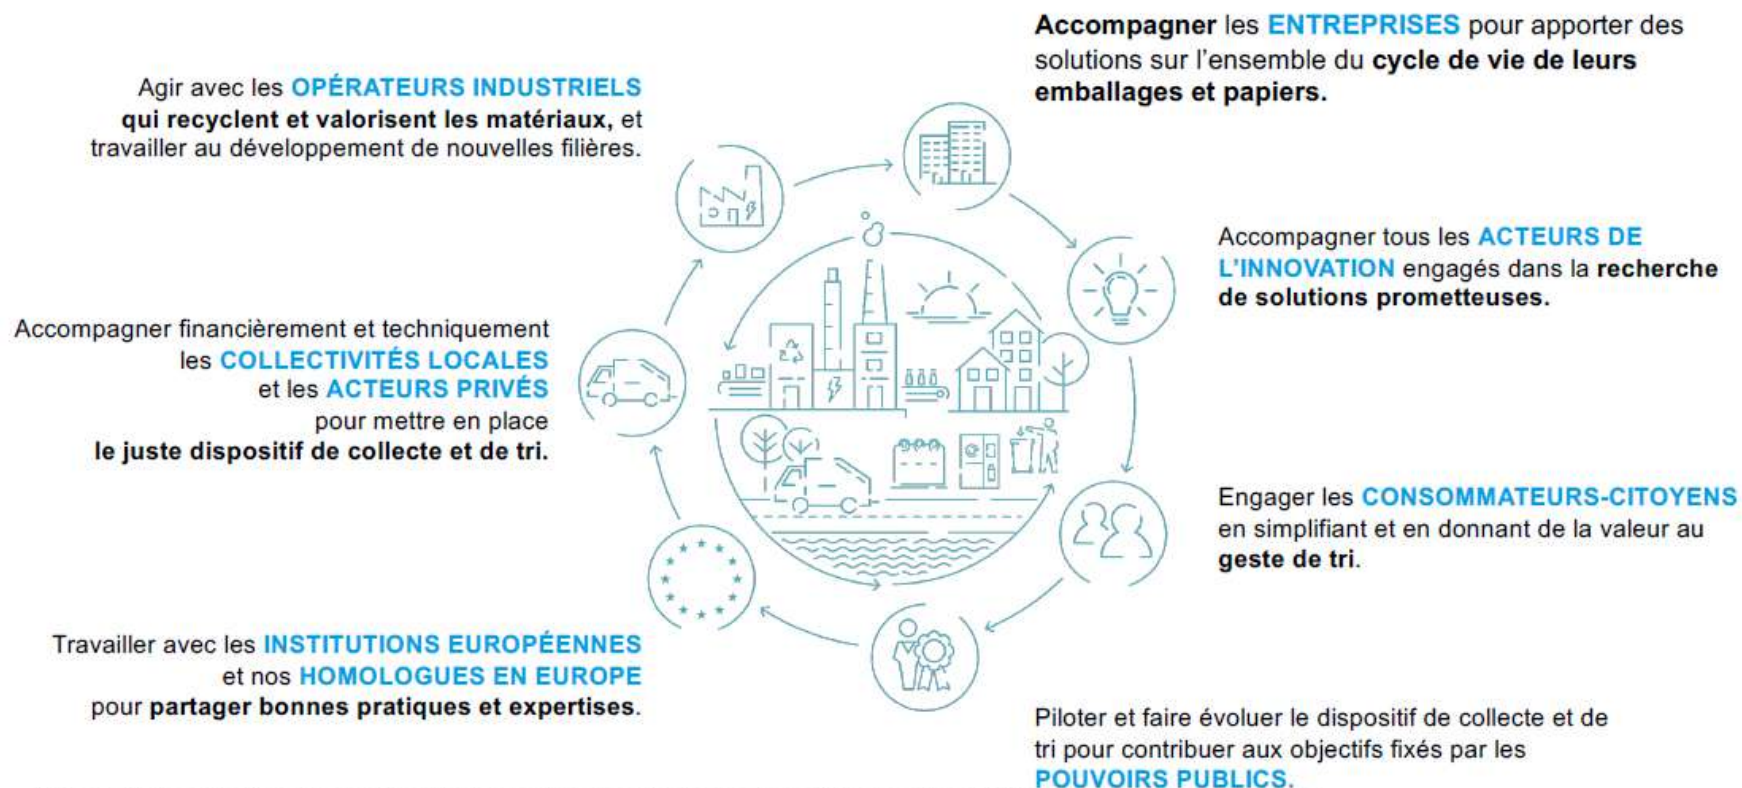 Accompagner les ENTREPRISES pour apporter des
solutions sur l’ensemble du cycle de vie de leurs
emballages et papiers.
Accompagner tous les ACTEURS DE
L’INNOVATION engagés dans la recherche
de solutions prometteuses.
Engager les CONSOMMATEURS-CITOYENS
en simplifiant et en donnant de la valeur au
geste de tri.
Piloter et faire évoluer le dispositif de collecte et de
tri pour contribuer aux objectifs fixés par les
POUVOIRS PUBLICS.
Travailler avec les INSTITUTIONS EUROPÉENNES
et nos HOMOLOGUES EN EUROPE
pour partager bonnes pratiques et expertises.
Accompagner financièrement et techniquement
les COLLECTIVITÉS LOCALES
et les ACTEURS PRIVÉS
pour mettre en place
le juste dispositif de collecte et de tri.
Agir avec les OPÉRATEURS INDUSTRIELS
qui recyclent et valorisent les matériaux, et
travailler au développement de nouvelles filières.